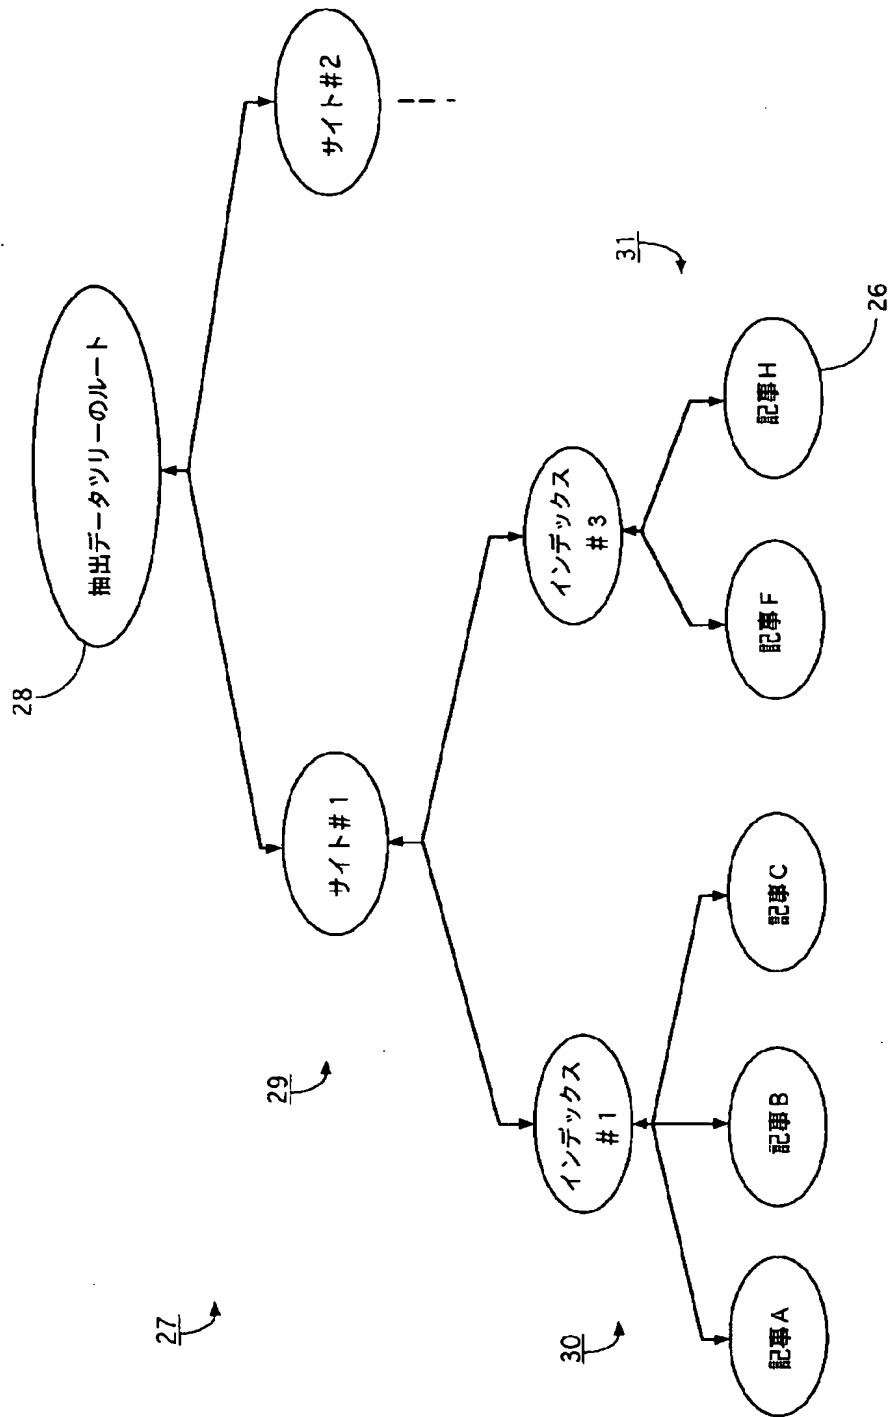 27
28
抽出データツリーのルート
29
サイト#1
サイト#2
30
インデックス
#1
インデックス
#3
31
記事A
記事B
記事C
記事F
記事H
26